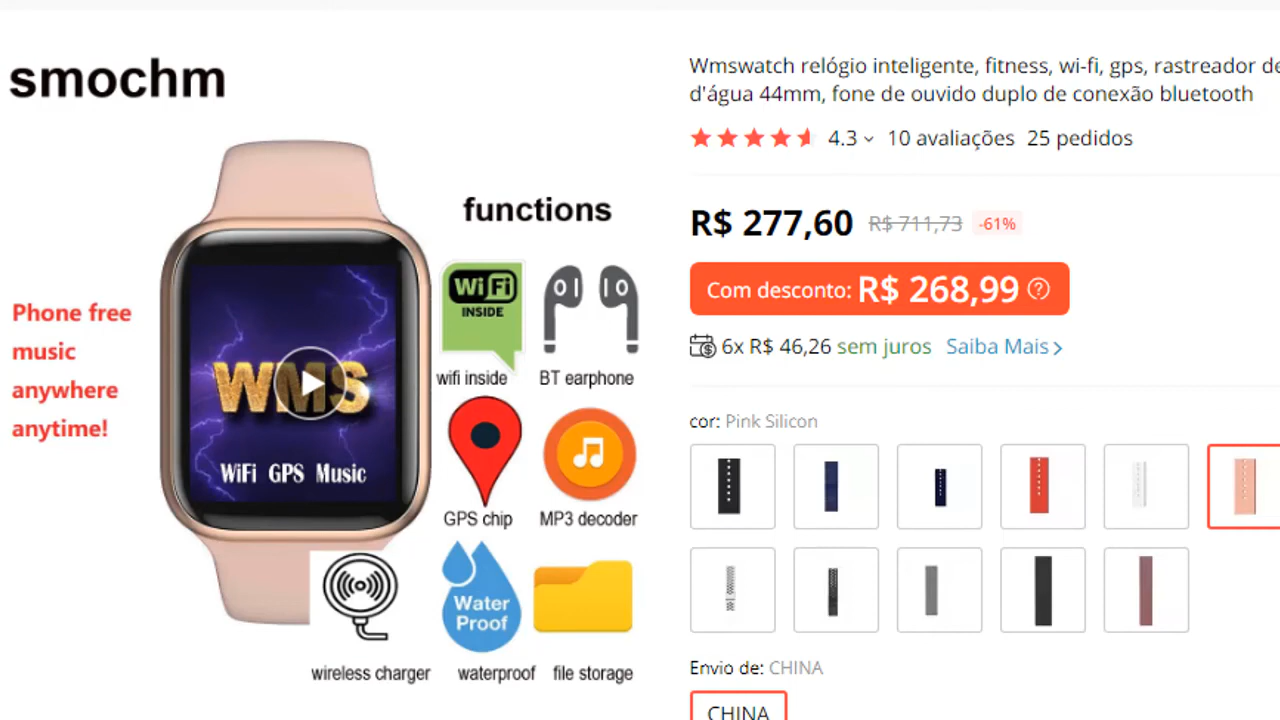 smochm
Phone free
music
anywhere
anytime!
WMS
WiFi GPS Music
functions
WiFi
INSIDE
wifi inside
BT earphone
GPS chip
MP3 decoder
Water
Proof
wireless charger
waterproof
file storage
Wmswatch relógio inteligente, fitness, wi-fi, gps, rastreador de
d'água 44mm, fone de ouvido duplo de conexão bluetooth
4.3 10 avaliações 25 pedidos
R$ 277,60 R$ 711,73 -61%
Com desconto: R$ 268,99 ?
6x R$ 46,26 sem juros Saiba Mais
cor: Pink Silicon
Envio de: CHINA
CHINA